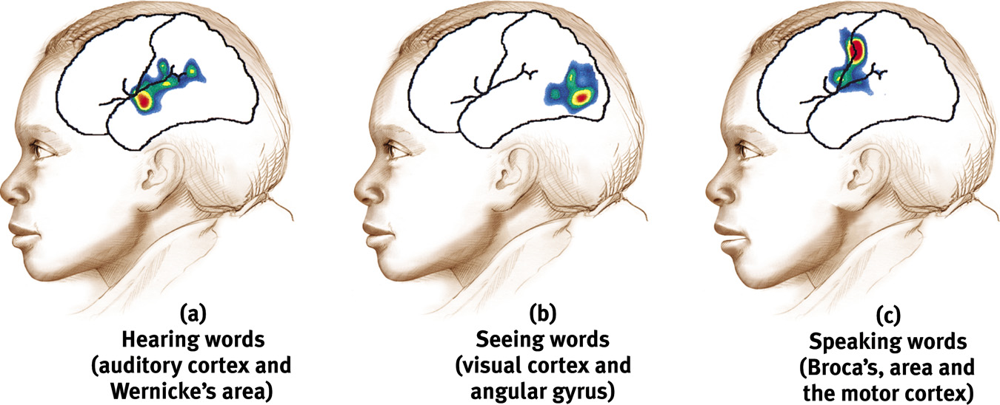 (a)
Hearing words
(auditory cortex and
Wernicke's area)
(b)
Seeing words
(visual cortex and
angular gyrus)
(c)
Speaking words
(Broca's, area and
the motor cortex)